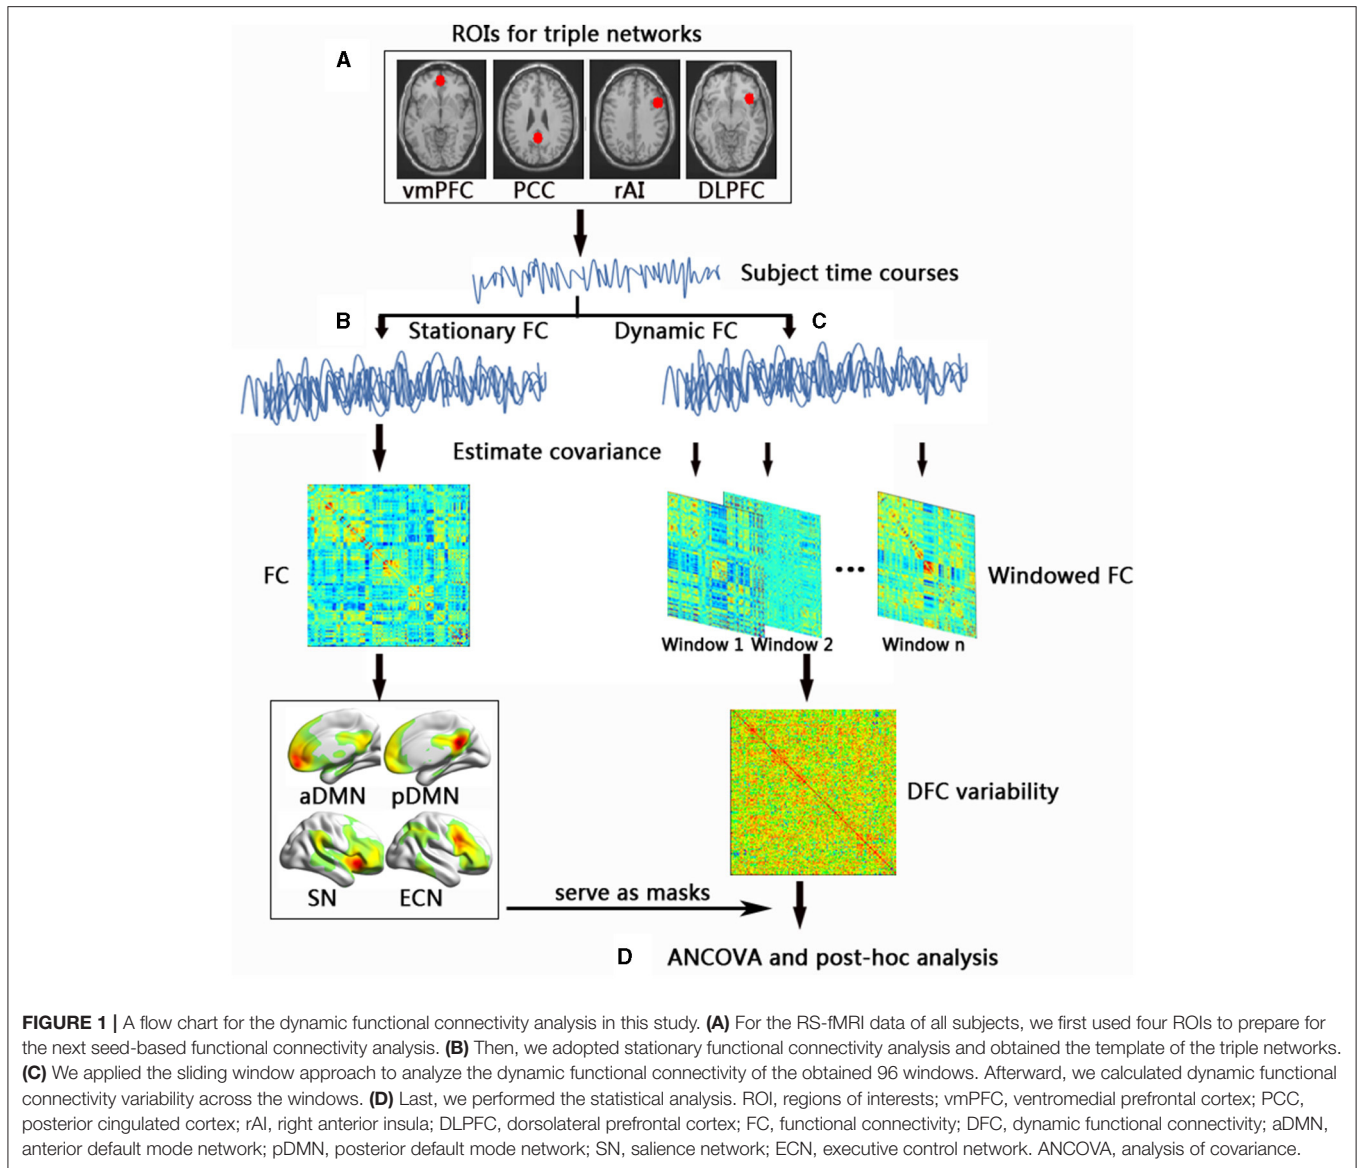 ROIs for triple networks
A
vmPFC PCC rAI DLPFC
Subject time courses
B Stationary FC Dynamic FC C
Estimate covariance
FC
Windowed FC
Window 1 Window 2 Window n
aDMN pDMN
DFC variability
SN ECN
serve as masks
D ANCOVA and post-hoc analysis
FIGURE 1 | A flow chart for the dynamic functional connectivity analysis in this study. (A) For the RS-fMRI data of all subjects, we first used four ROIs to prepare for
the next seed-based functional connectivity analysis. (B) Then, we adopted stationary functional connectivity analysis and obtained the template of the triple networks.
(C) We applied the sliding window approach to analyze the dynamic functional connectivity of the obtained 96 windows. Afterward, we calculated dynamic functional
connectivity variability across the windows. (D) Last, we performed the statistical analysis. ROI, regions of interests; vmPFC, ventromedial prefrontal cortex; PCC,
posterior cingulated cortex; rAI, right anterior insula; DLPFC, dorsolateral prefrontal cortex; FC, functional connectivity; DFC, dynamic functional connectivity; aDMN,
anterior default mode network; pDMN, posterior default mode network; SN, salience network; ECN, executive control network. ANCOVA, analysis of covariance.